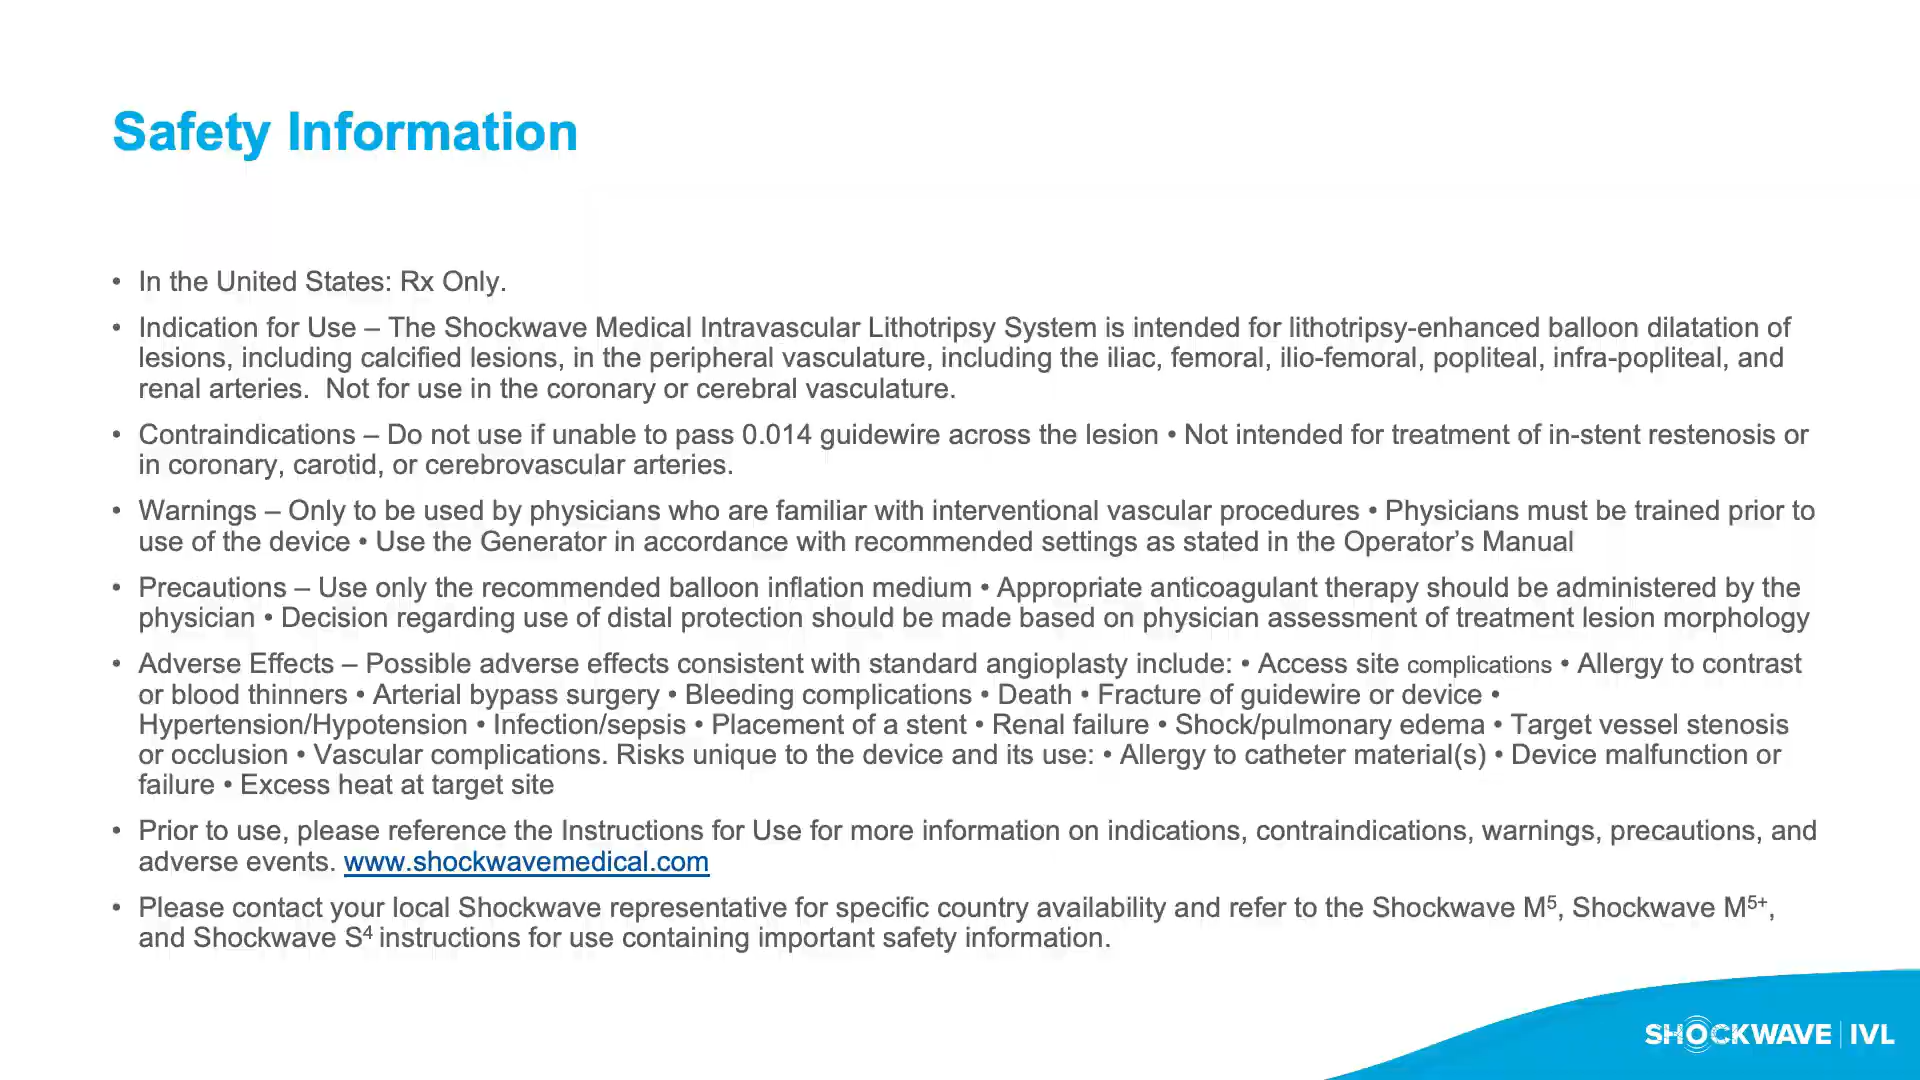 Safety Information
• In the United States: Rx Only.
• Indication for Use – The Shockwave Medical Intravascular Lithotripsy System is intended for lithotripsy-enhanced balloon dilatation of
lesions, including calcified lesions, in the peripheral vasculature, including the iliac, femoral, ilio-femoral, popliteal, infra-popliteal, and
renal arteries.  Not for use in the coronary or cerebral vasculature.
• Contraindications – Do not use if unable to pass 0.014 guidewire across the lesion • Not intended for treatment of in-stent restenosis or
in coronary, carotid, or cerebrovascular arteries.
• Warnings – Only to be used by physicians who are familiar with interventional vascular procedures • Physicians must be trained prior to
use of the device • Use the Generator in accordance with recommended settings as stated in the Operator’s Manual
• Precautions – Use only the recommended balloon inflation medium • Appropriate anticoagulant therapy should be administered by the
physician • Decision regarding use of distal protection should be made based on physician assessment of treatment lesion morphology
• Adverse Effects – Possible adverse effects consistent with standard angioplasty include: • Access site complications • Allergy to contrast
or blood thinners • Arterial bypass surgery • Bleeding complications • Death • Fracture of guidewire or device •
Hypertension/Hypotension • Infection/sepsis • Placement of a stent • Renal failure • Shock/pulmonary edema • Target vessel stenosis
or occlusion • Vascular complications. Risks unique to the device and its use: • Allergy to catheter material(s) • Device malfunction or
failure • Excess heat at target site
• Prior to use, please reference the Instructions for Use for more information on indications, contraindications, warnings, precautions, and
adverse events. www.shockwavemedical.com
• Please contact your local Shockwave representative for specific country availability and refer to the Shockwave M⁵, Shockwave M⁵⁺,
and Shockwave S⁴ instructions for use containing important safety information.
SHOCKWAVE | IVL